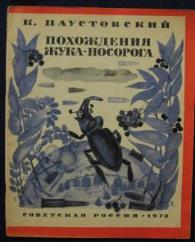 К. ПАУСТОВСКИЙ
ПОХОЖДЕНИЯ
ЖУКА-НОСОРОГА
СОВЕТСКАЯ РОССИЯ · 1970